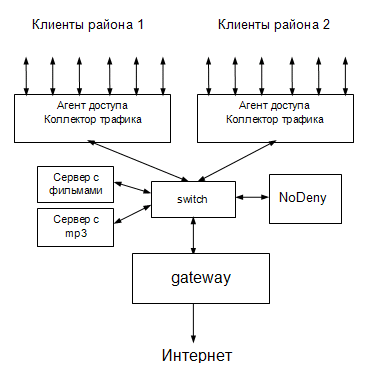 Клиенты района 1
Клиенты района 2
Агент доступа
Коллектор трафика
Агент доступа
Коллектор трафика
Сервер с
фильмами
Сервер с
mp3
switch
NoDeny
gateway
Интернет